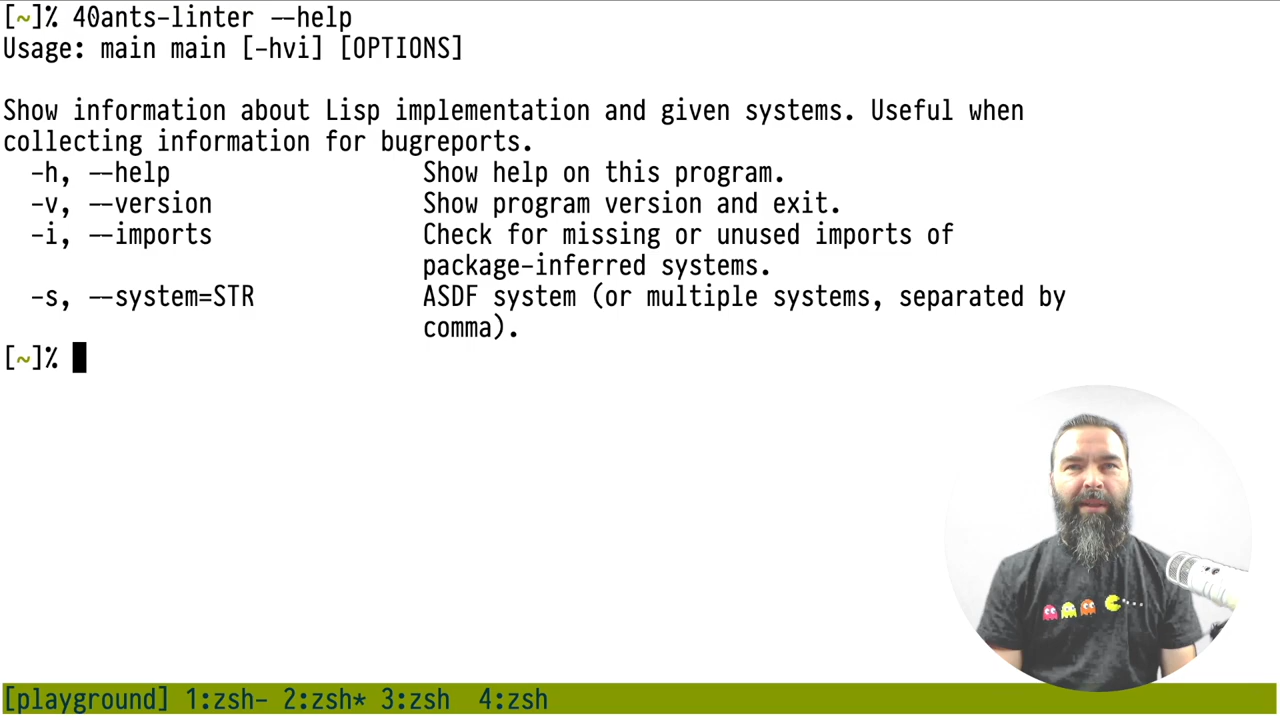 [~]% 40ants-linter --help
Usage: main main [-hvi] [OPTIONS]
Show information about Lisp implementation and given systems. Useful when
collecting information for bugreports.
-h, --help Show help on this program.
-v, --version Show program version and exit.
-i, --imports Check for missing or unused imports of
package-inferred systems.
-s, --system=STR ASDF system (or multiple systems, separated by
comma).
[~]%
[playground] 1:zsh- 2:zsh* 3:zsh 4:zsh